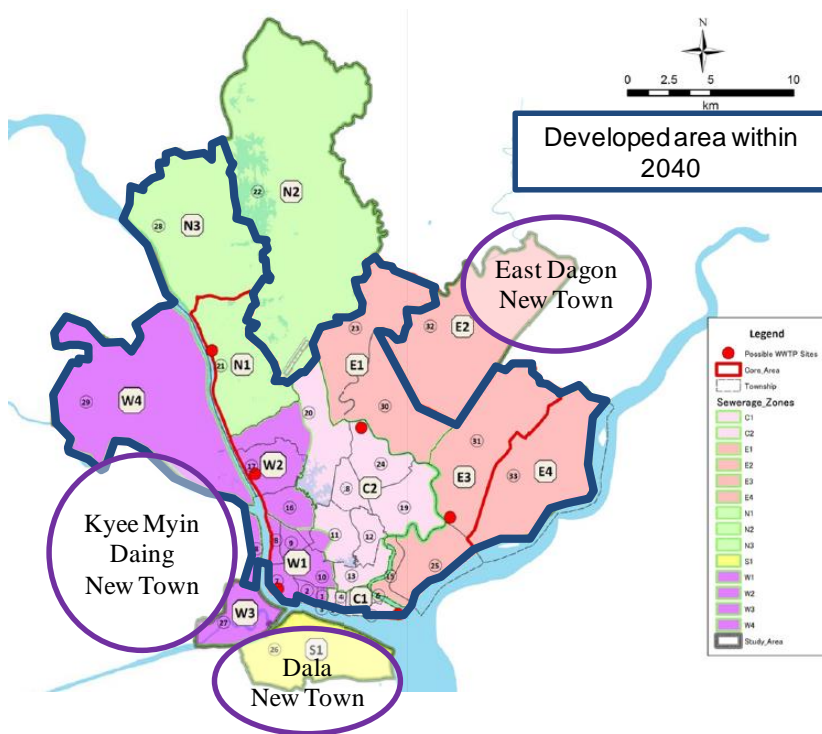 N
0 2.5 5 10
km
Developed area within
2040
N2
22
N3
28
East Dagon
New Town
E2
32
23
E1
N1
21
W4
29
20
30
Legend
Possible WWTP Sites
Core_Area
Township
Sewerage_Zones
C1
C2
E1
E2
E3
E4
N1
N2
N3
S1
W1
W2
W3
W4
Study_Area
31
E3
33
E4
W2
17
24
C2
8
19
16
Kyee Myin
Daing
New Town
9
11
12
W1
10
13
25
C1
W3
27
26
S1
Dala
New Town